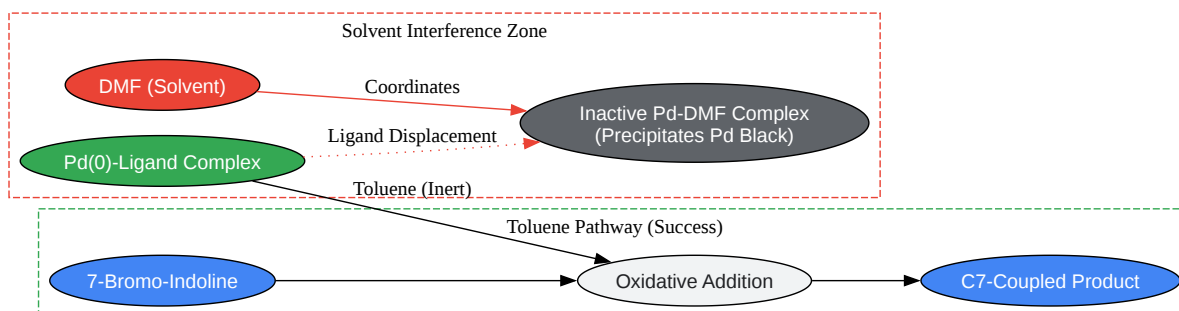 Solvent Interference Zone
DMF (Solvent)
Coordinates
Inactive Pd-DMF Complex
(Precipitates Pd Black)
Ligand Displacement
Pd(0)-Ligand Complex
Toluene (Inert)
Toluene Pathway (Success)
7-Bromo-Indoline
Oxidative Addition
C7-Coupled Product